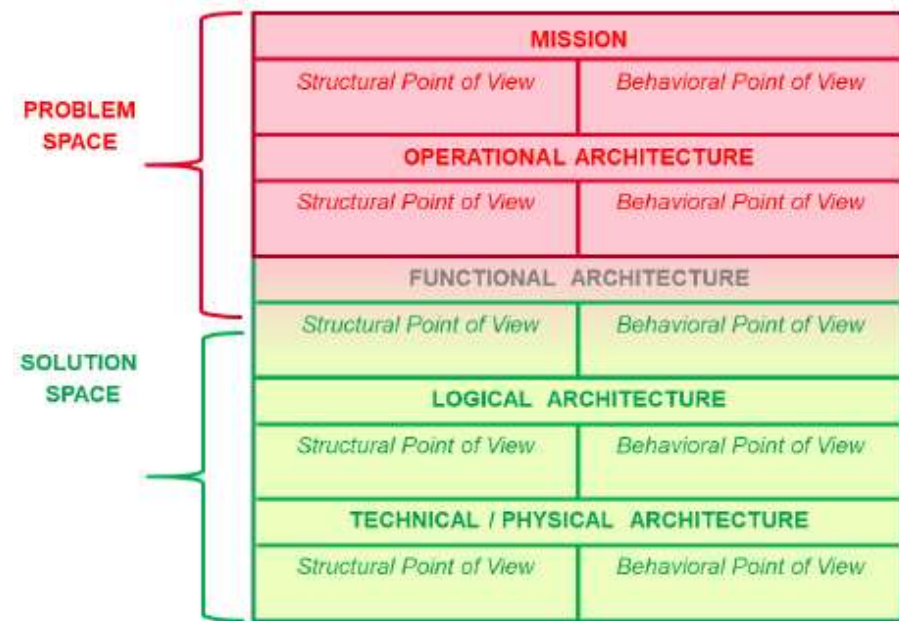 MISSION
Structural Point of View Behavioral Point of View
PROBLEM
SPACE
OPERATIONAL ARCHITECTURE
Structural Point of View Behavioral Point of View
FUNCTIONAL ARCHITECTURE
Structural Point of View Behavioral Point of View
SOLUTION
SPACE
LOGICAL ARCHITECTURE
Structural Point of View Behavioral Point of View
TECHNICAL / PHYSICAL ARCHITECTURE
Structural Point of View Behavioral Point of View